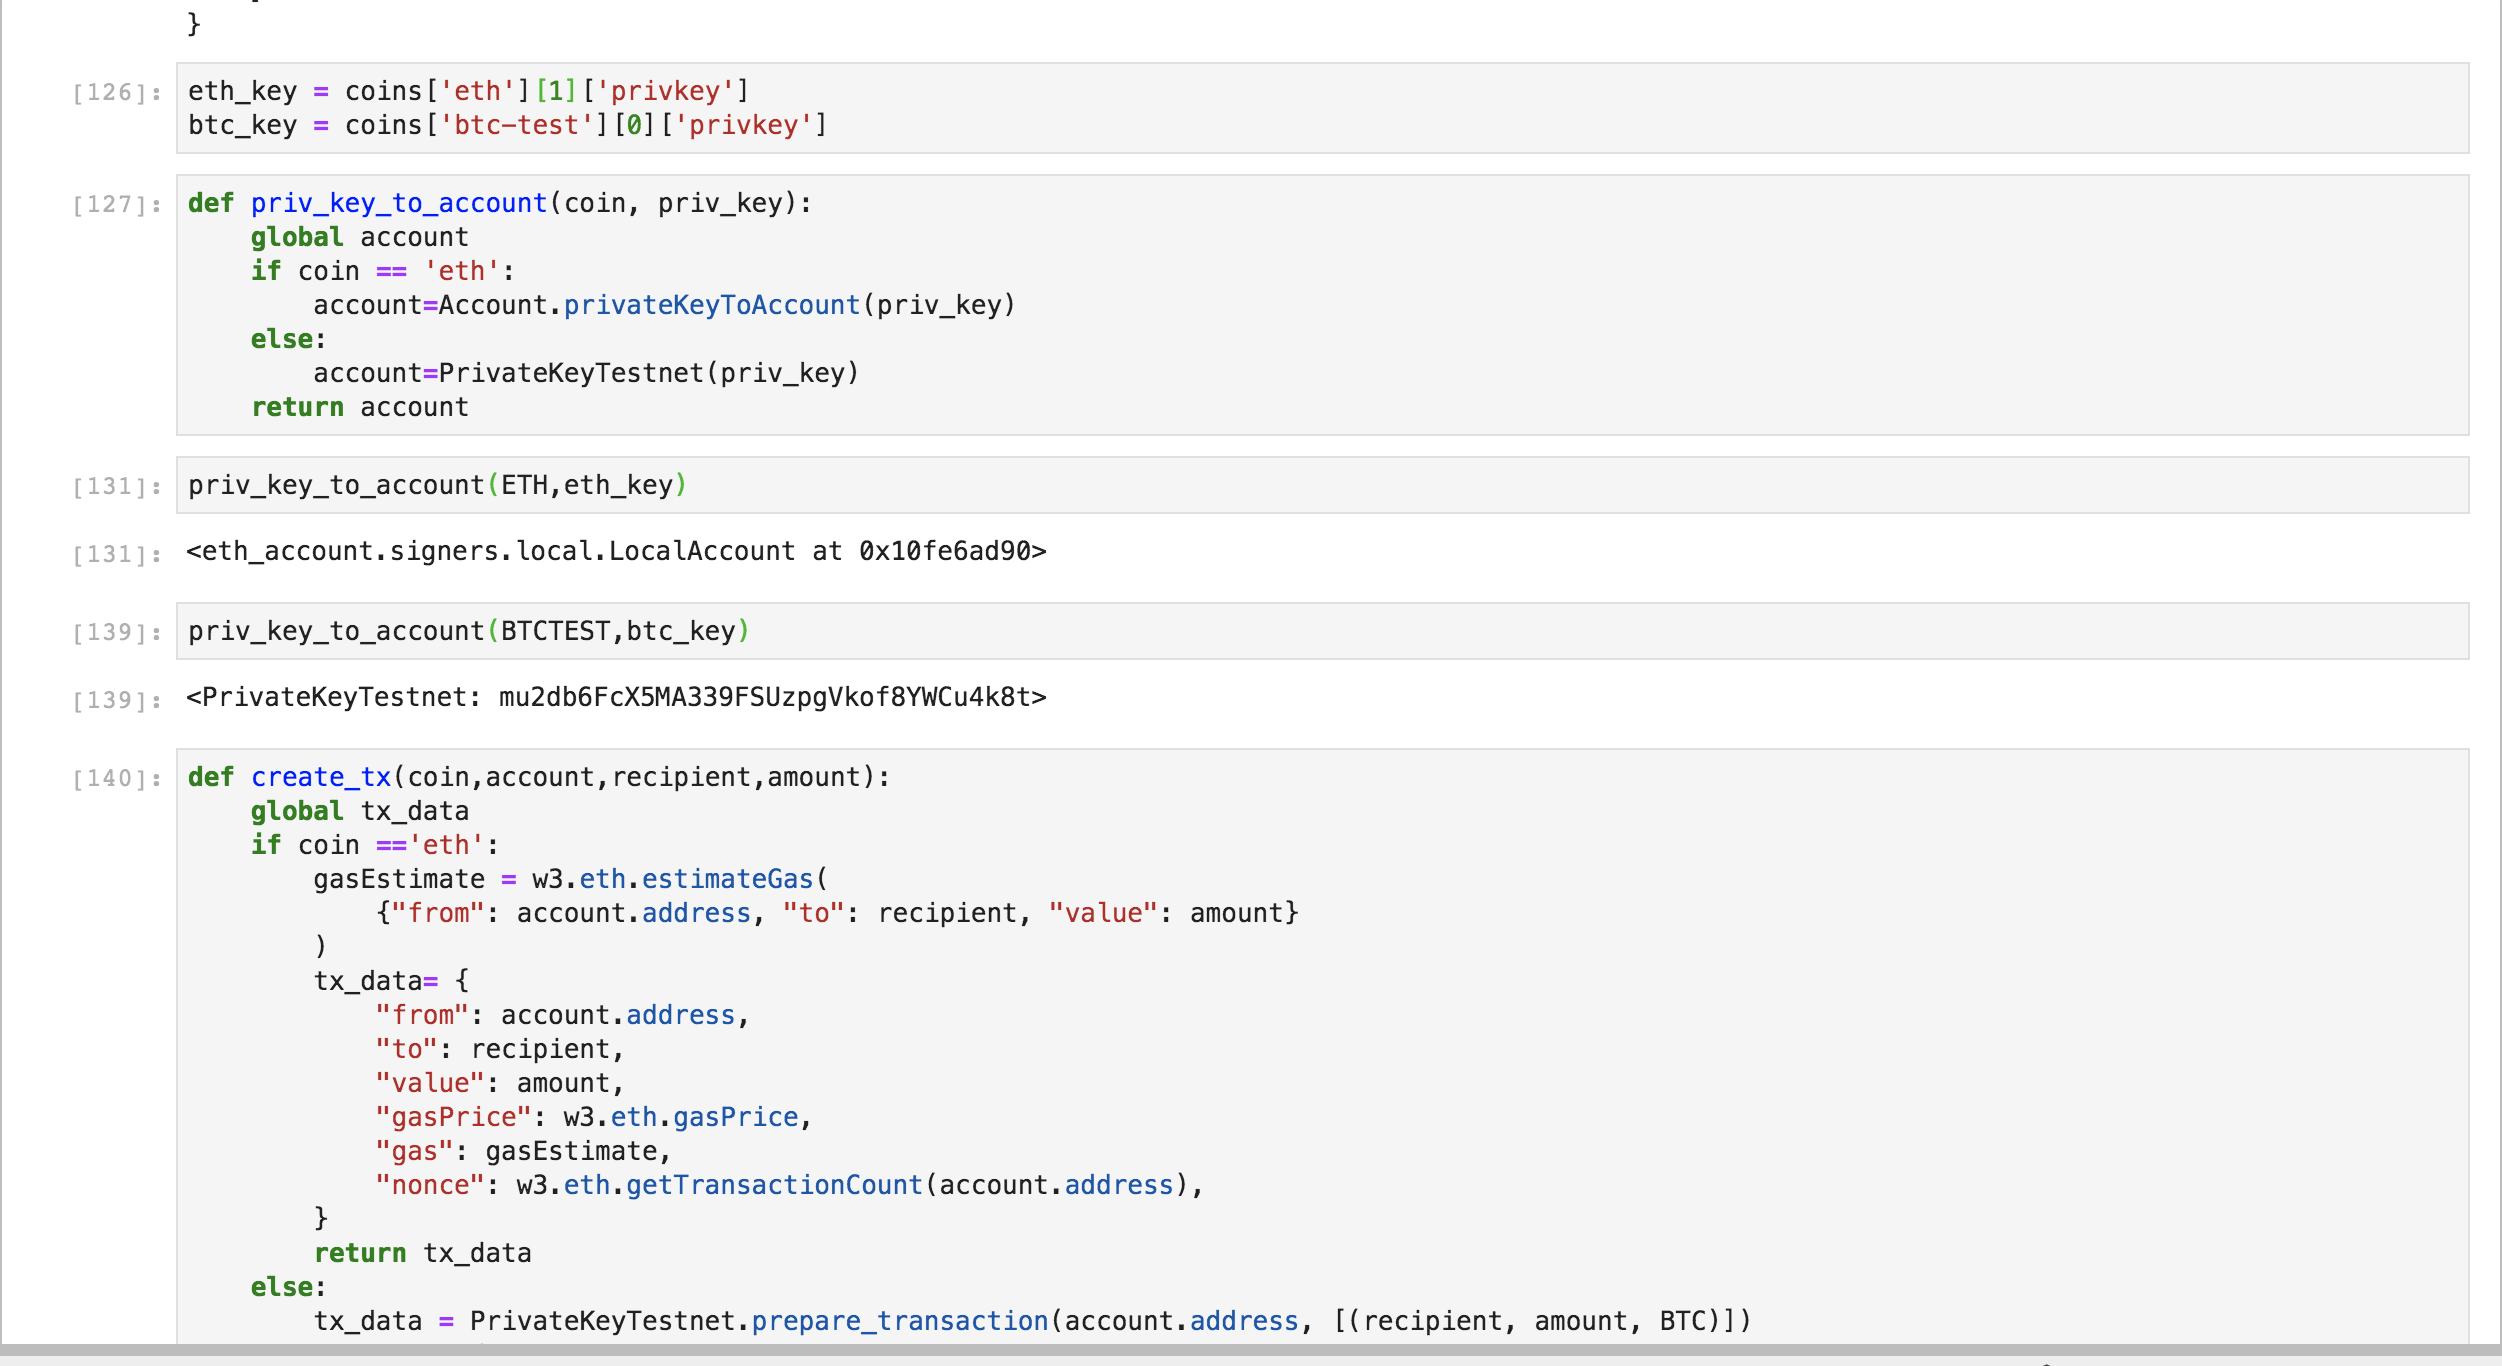 }
[126]: eth_key = coins['eth'][1]['privkey']
btc_key = coins['btc-test'][0]['privkey']
[127]: def priv_key_to_account(coin, priv_key):
    global account
    if coin == 'eth':
        account=Account.privateKeyToAccount(priv_key)
    else:
        account=PrivateKeyTestnet(priv_key)
    return account
[131]: priv_key_to_account(ETH,eth_key)
[131]: <eth_account.signers.local.LocalAccount at 0x10fe6ad90>
[139]: priv_key_to_account(BTCTEST,btc_key)
[139]: <PrivateKeyTestnet: mu2db6FcX5MA339FSUzpgVkof8YWCu4k8t>
[140]: def create_tx(coin,account,recipient,amount):
    global tx_data
    if coin =='eth':
        gasEstimate = w3.eth.estimateGas(
            {"from": account.address, "to": recipient, "value": amount}
        )
        tx_data= {
            "from": account.address,
            "to": recipient,
            "value": amount,
            "gasPrice": w3.eth.gasPrice,
            "gas": gasEstimate,
            "nonce": w3.eth.getTransactionCount(account.address),
        }
        return tx_data
    else:
        tx_data = PrivateKeyTestnet.prepare_transaction(account.address, [(recipient, amount, BTC)])